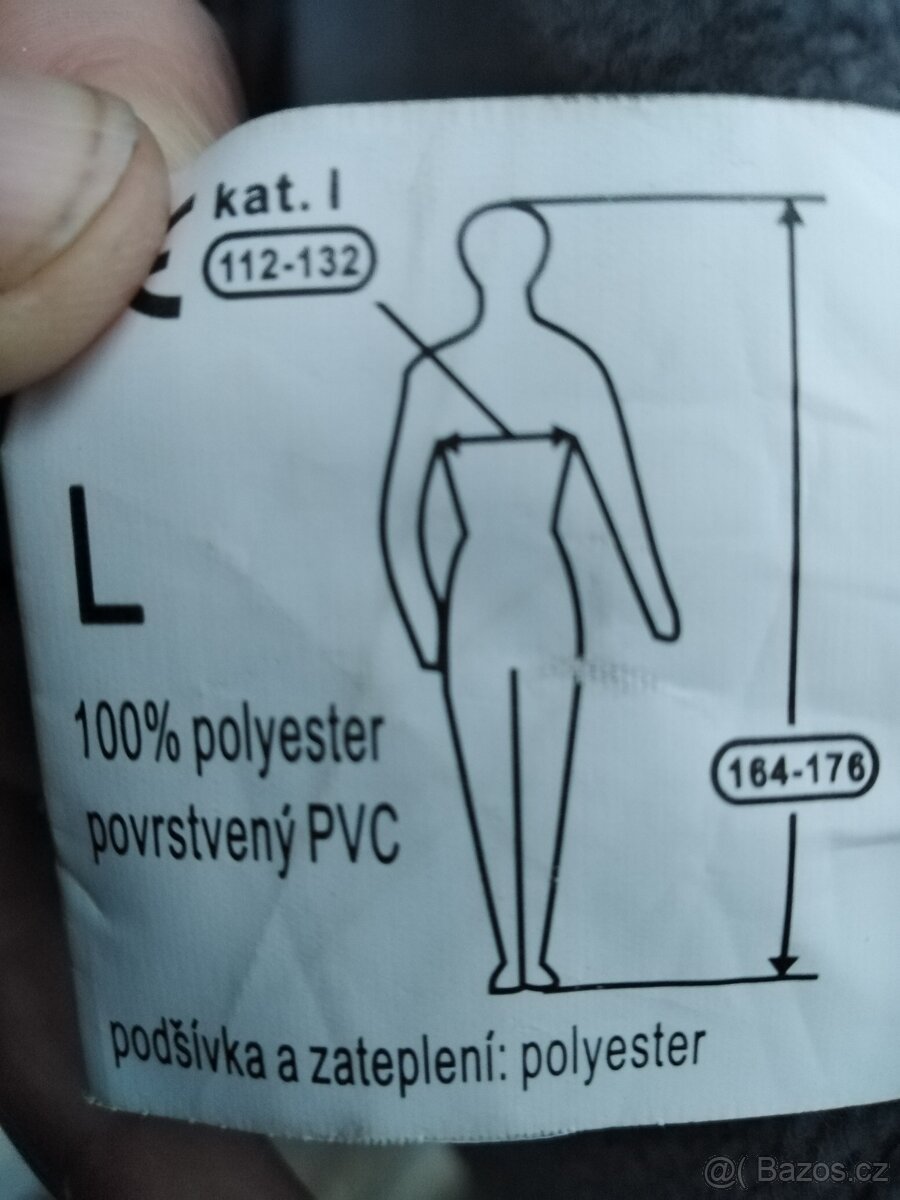 kat. I
112-132
L
164-176
100% polyester
povrstvený PVC
podšívka a zateplení: polyester
@( Bazos.cz